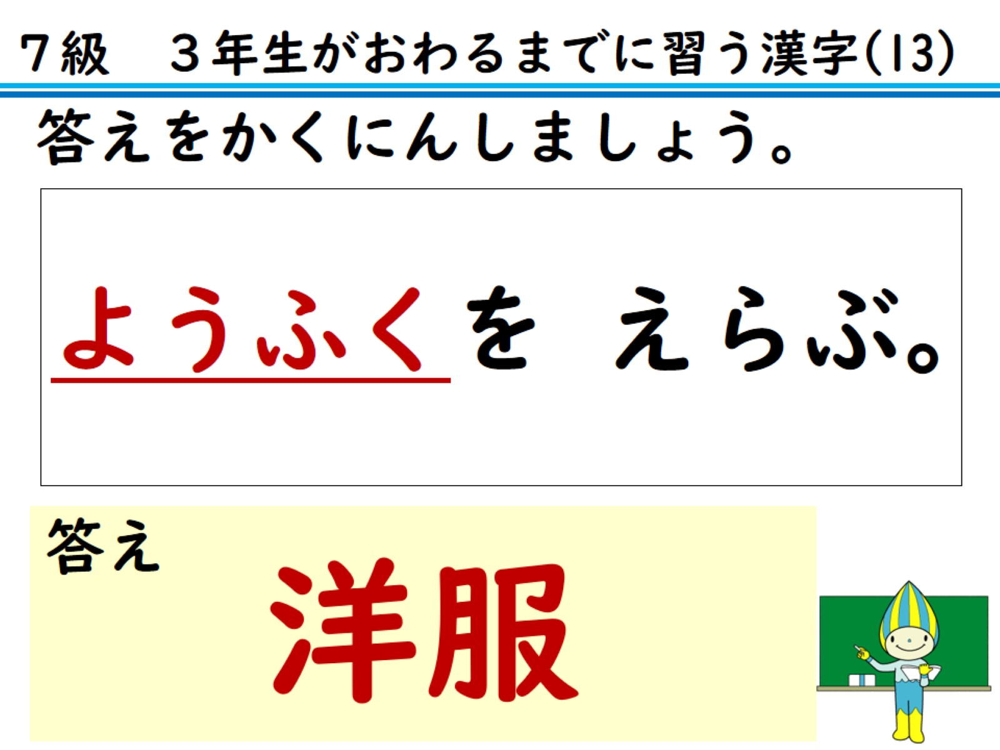 ７級　３年生がおわるまでに習う漢字(13)
答えをかくにんしましょう。
ようふくを えらぶ。
答え
洋服